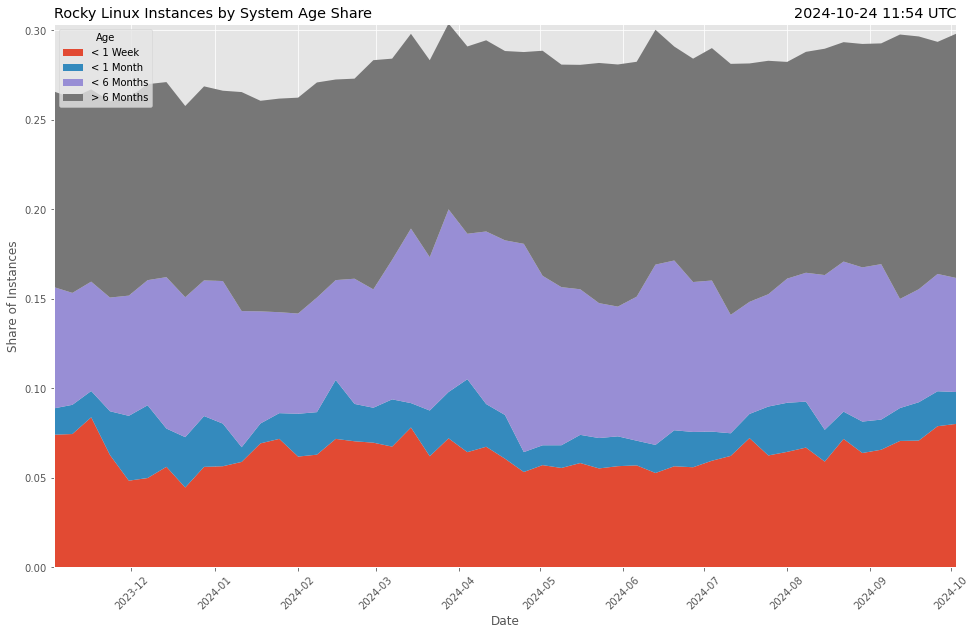 Rocky Linux Instances by System Age Share
2024-10-24 11:54 UTC
Age
< 1 Week
< 1 Month
< 6 Months
> 6 Months
Share of Instances
0.30
0.25
0.20
0.15
0.10
0.05
0.00
2023-12
2024-01
2024-02
2024-03
2024-04
2024-05
2024-06
2024-07
2024-08
2024-09
2024-10
Date